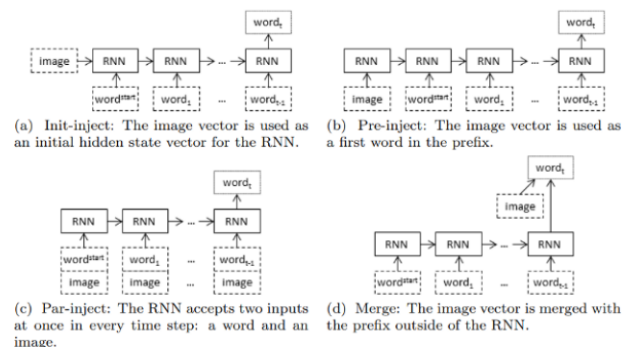 word_t
image RNN RNN ... RNN
word^start word_1 ... word_t-1
(a) Init-inject: The image vector is used as
an initial hidden state vector for the RNN.
word_t
RNN RNN RNN ... RNN
image word^start word_1 ... word_t-1
(b) Pre-inject: The image vector is used as
a first word in the prefix.
word_t
RNN RNN ... RNN
word^start word_1 ... word_t-1
image image ... image
(c) Par-inject: The RNN accepts two inputs
at once in every time step: a word and an
image.
word_t
image
RNN RNN ... RNN
word^start word_1 ... word_t-1
(d) Merge: The image vector is merged with
the prefix outside of the RNN.